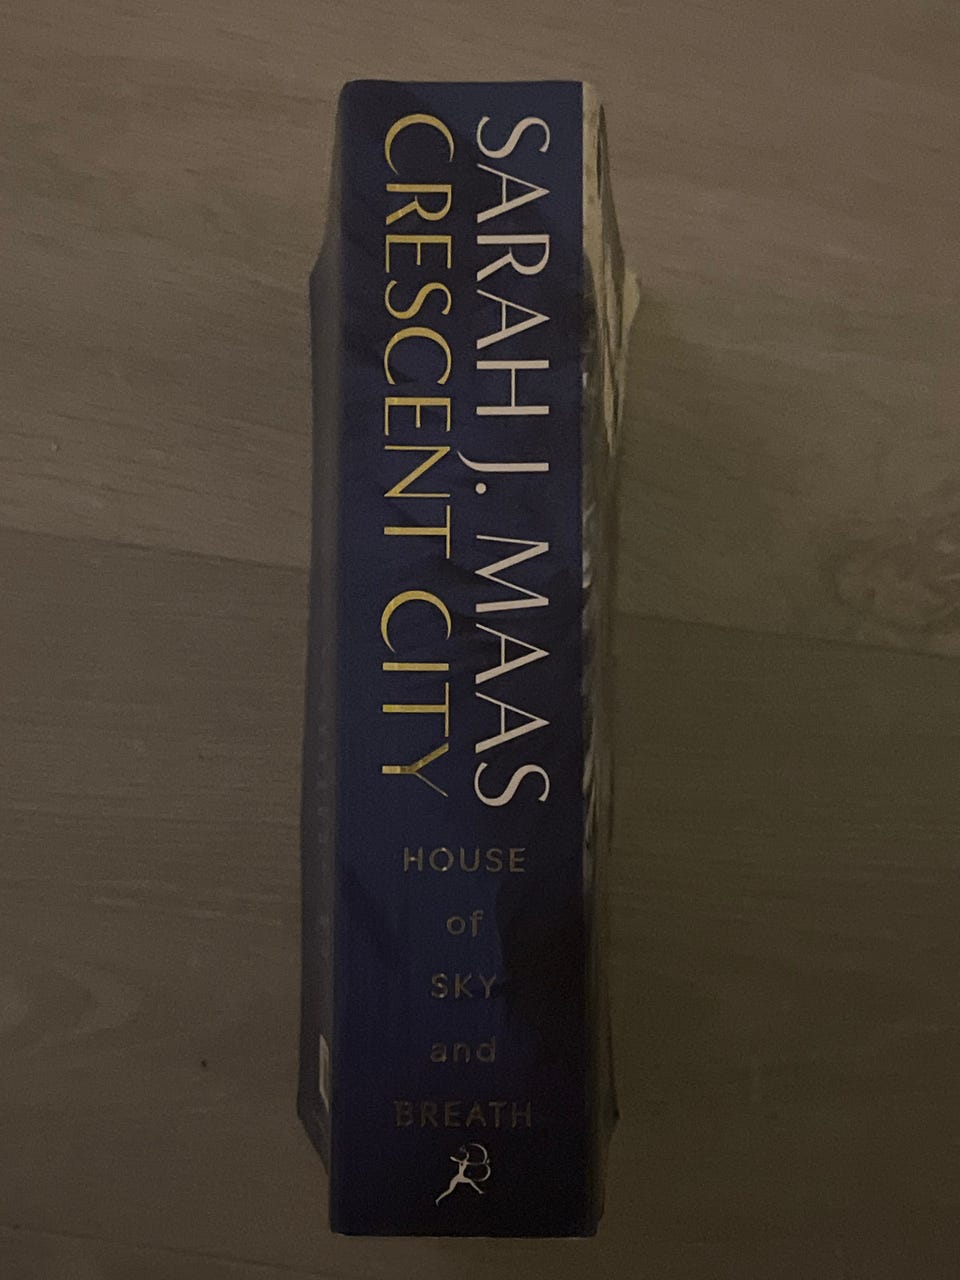 SARAH J. MAAS
CRESCENT CITY
HOUSE
of
SKY
and
BREATH